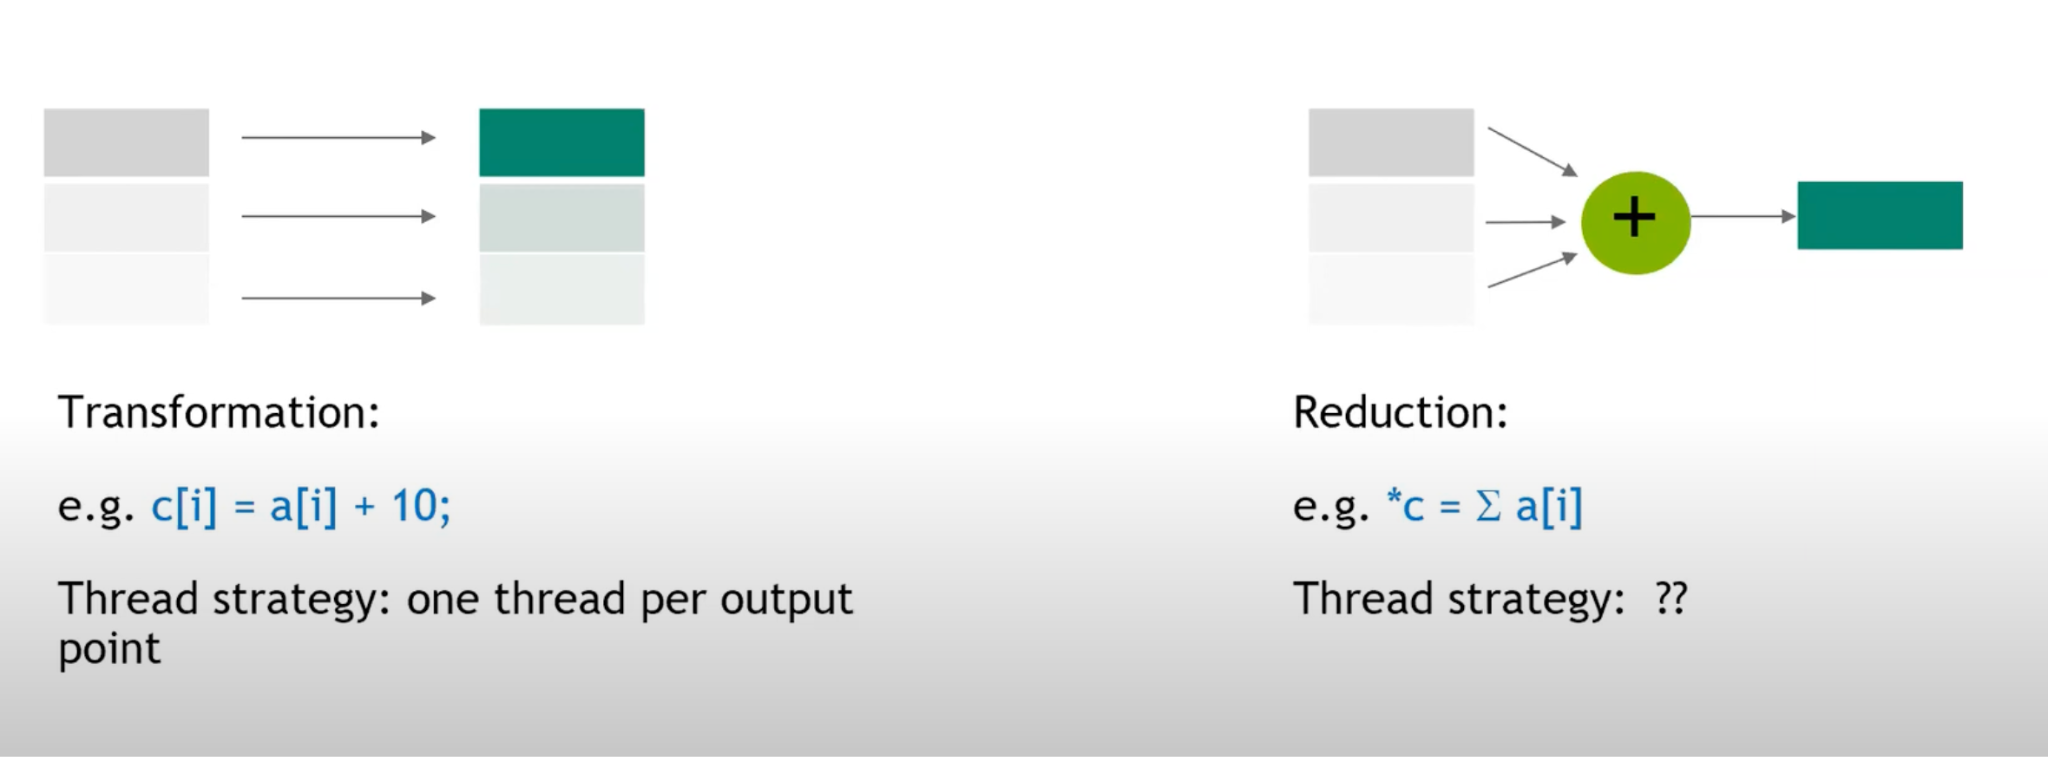 +
Transformation:
e.g. c[i] = a[i] + 10;
Thread strategy: one thread per output
point
Reduction:
e.g. *c = Σ a[i]
Thread strategy: ??